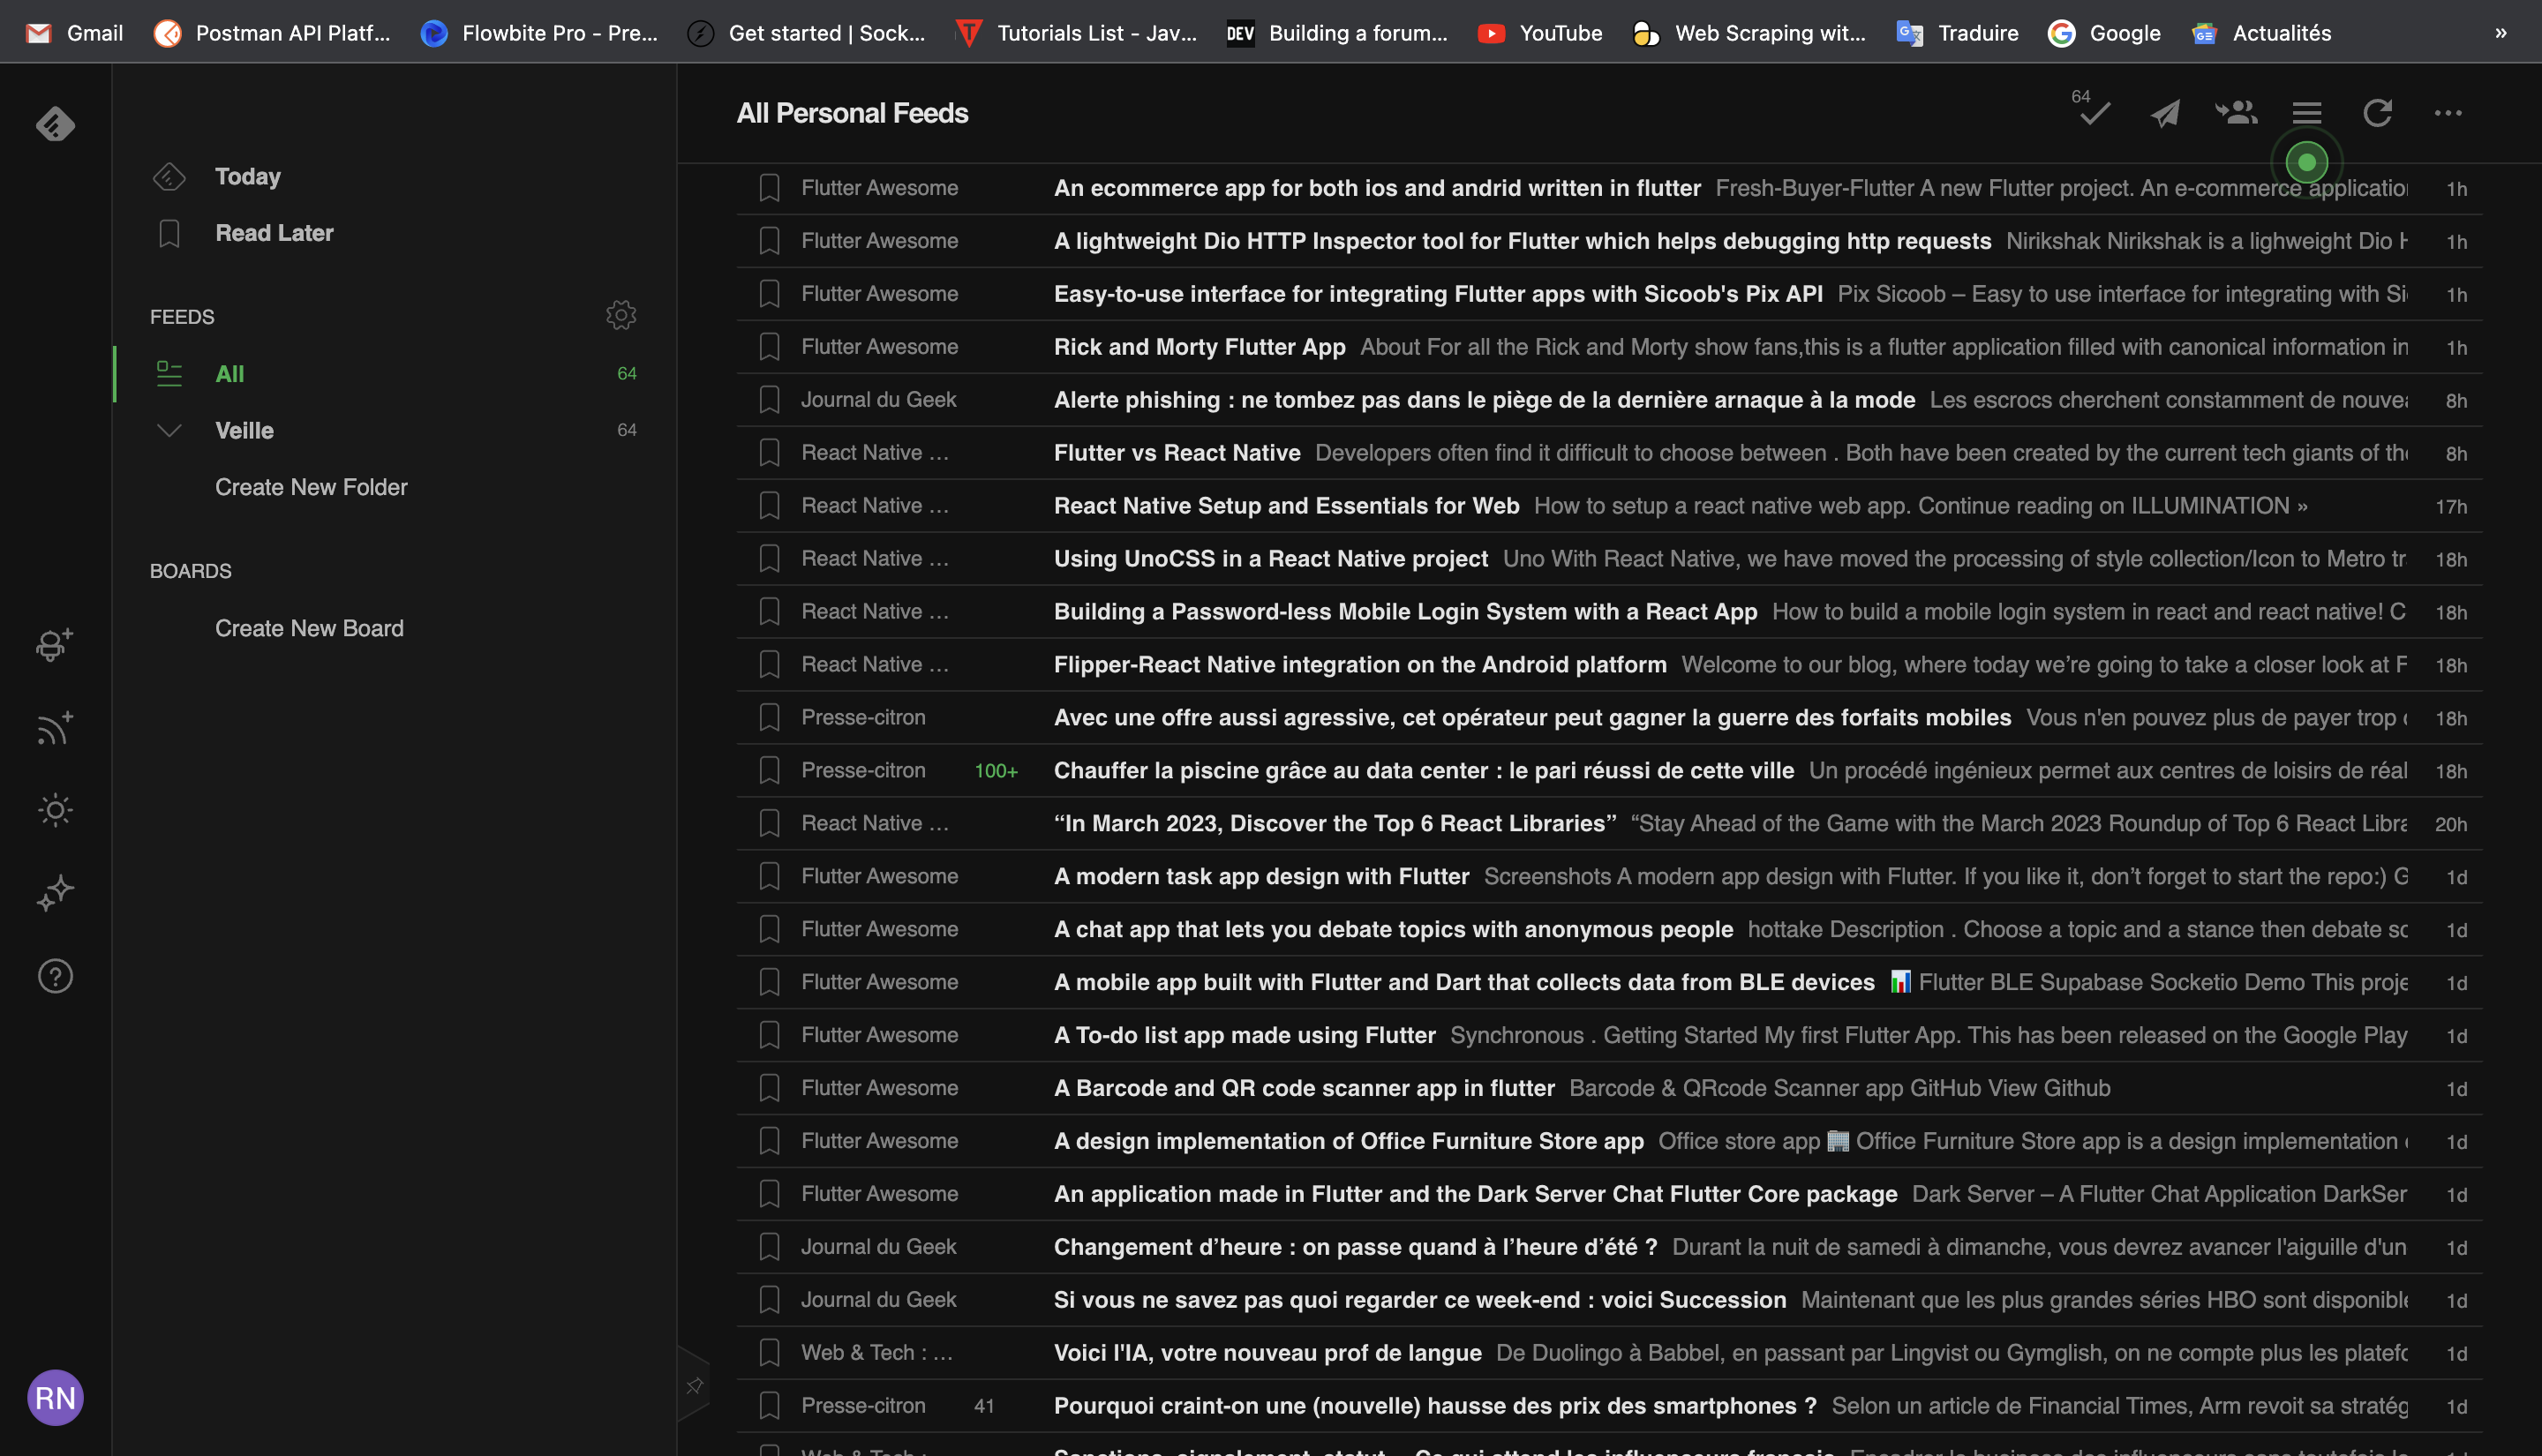 Gmail Postman API Platf... Flowbite Pro - Pre... Get started | Sock... Tutorials List - Jav... DEV Building a forum... YouTube Web Scraping wit... Traduire Google Actualités »
All Personal Feeds
64
Today
Read Later
FEEDS
All 64
Veille 64
Create New Folder
BOARDS
Create New Board
RN
Flutter Awesome An ecommerce app for both ios and andrid written in flutter Fresh-Buyer-Flutter A new Flutter project. An e-commerce application 1h
Flutter Awesome A lightweight Dio HTTP Inspector tool for Flutter which helps debugging http requests Nirikshak Nirikshak is a lighweight Dio 1h
Flutter Awesome Easy-to-use interface for integrating Flutter apps with Sicoob's Pix API Pix Sicoob – Easy to use interface for integrating with 1h
Flutter Awesome Rick and Morty Flutter App About For all the Rick and Morty show fans,this is a flutter application filled with canonical information in 1h
Journal du Geek Alerte phishing : ne tombez pas dans le piège de la dernière arnaque à la mode Les escrocs cherchent constamment de 8h
React Native ... Flutter vs React Native Developers often find it difficult to choose between . Both have been created by the current tech giants of 8h
React Native ... React Native Setup and Essentials for Web How to setup a react native web app. Continue reading on ILLUMINATION » 17h
React Native ... Using UnoCSS in a React Native project Uno With React Native, we have moved the processing of style collection/Icon to Metro 18h
React Native ... Building a Password-less Mobile Login System with a React App How to build a mobile login system in react and react native! C 18h
React Native ... Flipper-React Native integration on the Android platform Welcome to our blog, where today we’re going to take a closer look at F 18h
Presse-citron Avec une offre aussi agressive, cet opérateur peut gagner la guerre des forfaits mobiles Vous n'en pouvez plus de payer trop 18h
Presse-citron 100+ Chauffer la piscine grâce au data center : le pari réussi de cette ville Un procédé ingénieux permet aux centres de loisirs de 18h
React Native ... “In March 2023, Discover the Top 6 React Libraries” “Stay Ahead of the Game with the March 2023 Roundup of Top 6 React 20h
Flutter Awesome A modern task app design with Flutter Screenshots A modern app design with Flutter. If you like it, don’t forget to start the repo:) G 1d
Flutter Awesome A chat app that lets you debate topics with anonymous people hottake Description . Choose a topic and a stance then debate 1d
Flutter Awesome A mobile app built with Flutter and Dart that collects data from BLE devices 📊 Flutter BLE Supabase Socketio Demo This 1d
Flutter Awesome A To-do list app made using Flutter Synchronous . Getting Started My first Flutter App. This has been released on the Google Play 1d
Flutter Awesome A Barcode and QR code scanner app in flutter Barcode & QRcode Scanner app GitHub View Github 1d
Flutter Awesome A design implementation of Office Furniture Store app Office store app 🏢 Office Furniture Store app is a design implementation 1d
Flutter Awesome An application made in Flutter and the Dark Server Chat Flutter Core package Dark Server – A Flutter Chat Application DarkSer 1d
Journal du Geek Changement d’heure : on passe quand à l’heure d’été ? Durant la nuit de samedi à dimanche, vous devrez avancer l'aiguille d'un 1d
Journal du Geek Si vous ne savez pas quoi regarder ce week-end : voici Succession Maintenant que les plus grandes séries HBO sont 1d
Web & Tech : ... Voici l'IA, votre nouveau prof de langue De Duolingo à Babbel, en passant par Lingvist ou Gymglish, on ne compte plus les 1d
Presse-citron 41 Pourquoi craint-on une (nouvelle) hausse des prix des smartphones ? Selon un article de Financial Times, Arm revoit sa 1d